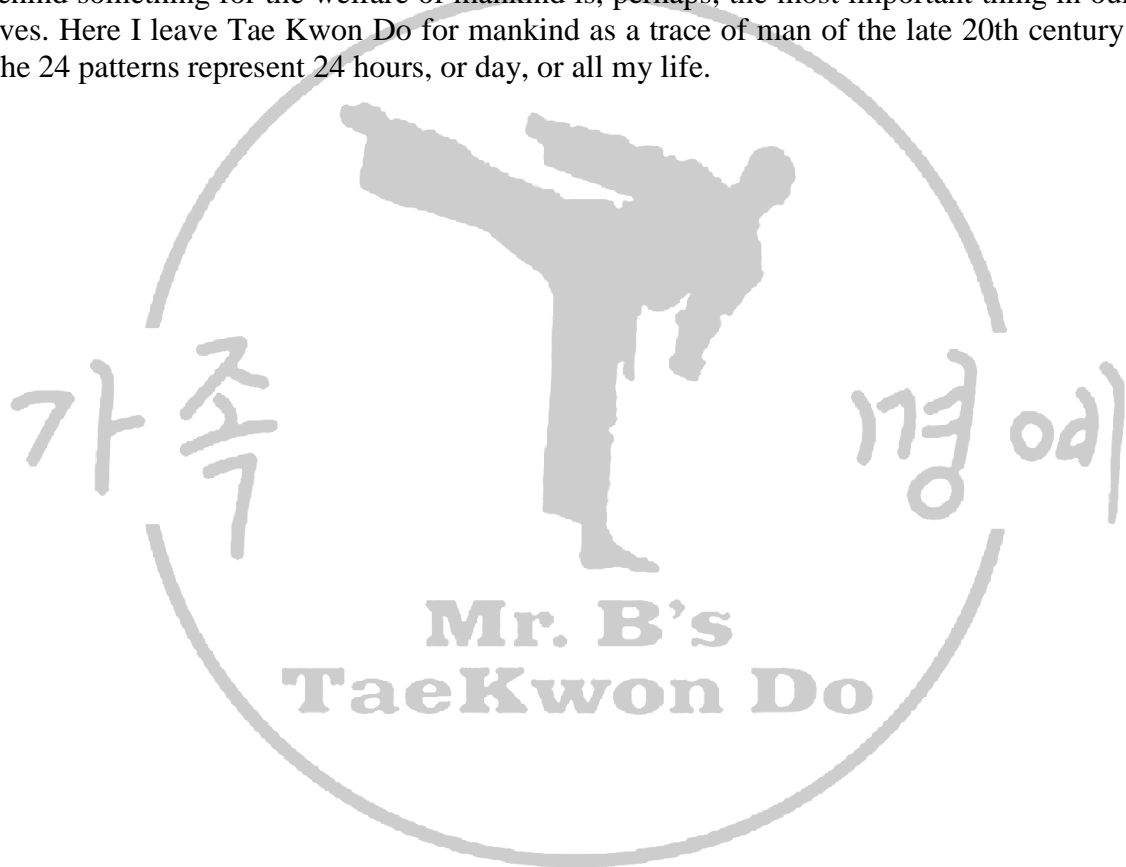 ehind something for the welfare of mankind is, perhaps, the most important thing in our
ves. Here I leave Tae Kwon Do for mankind as a trace of man of the late 20th century
he 24 patterns represent 24 hours, or day, or all my life.
가족 명예
Mr. B's
TaeKwon Do